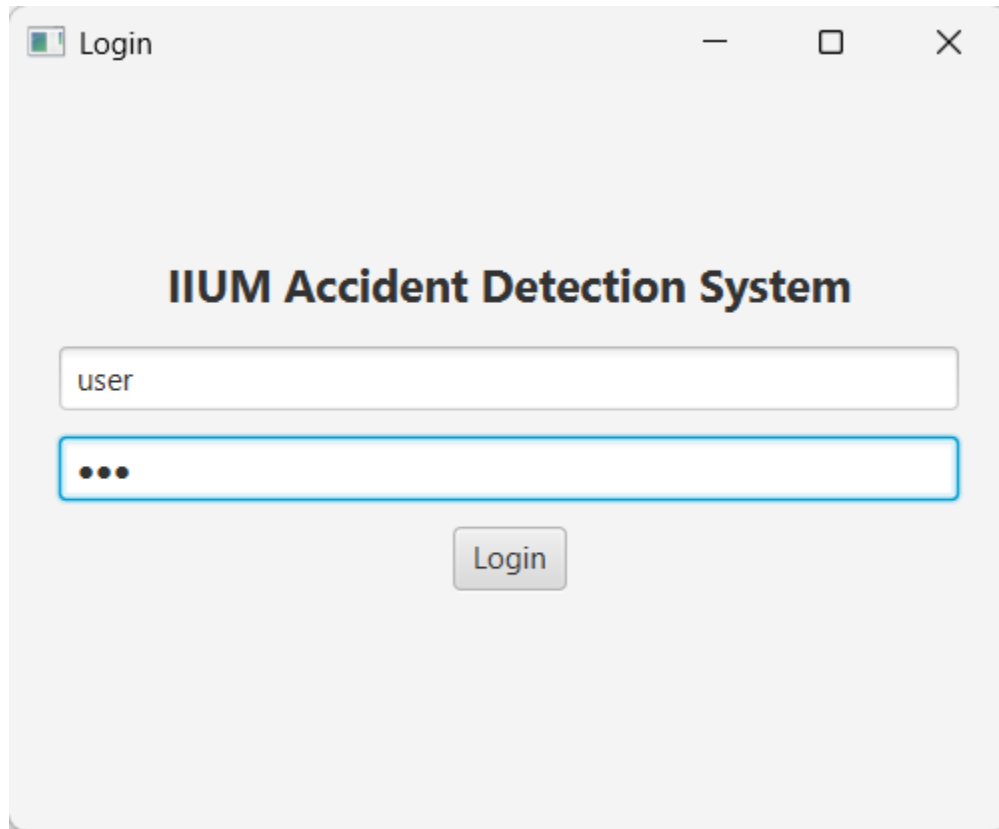 Login
IIUM Accident Detection System
user
●●●
Login